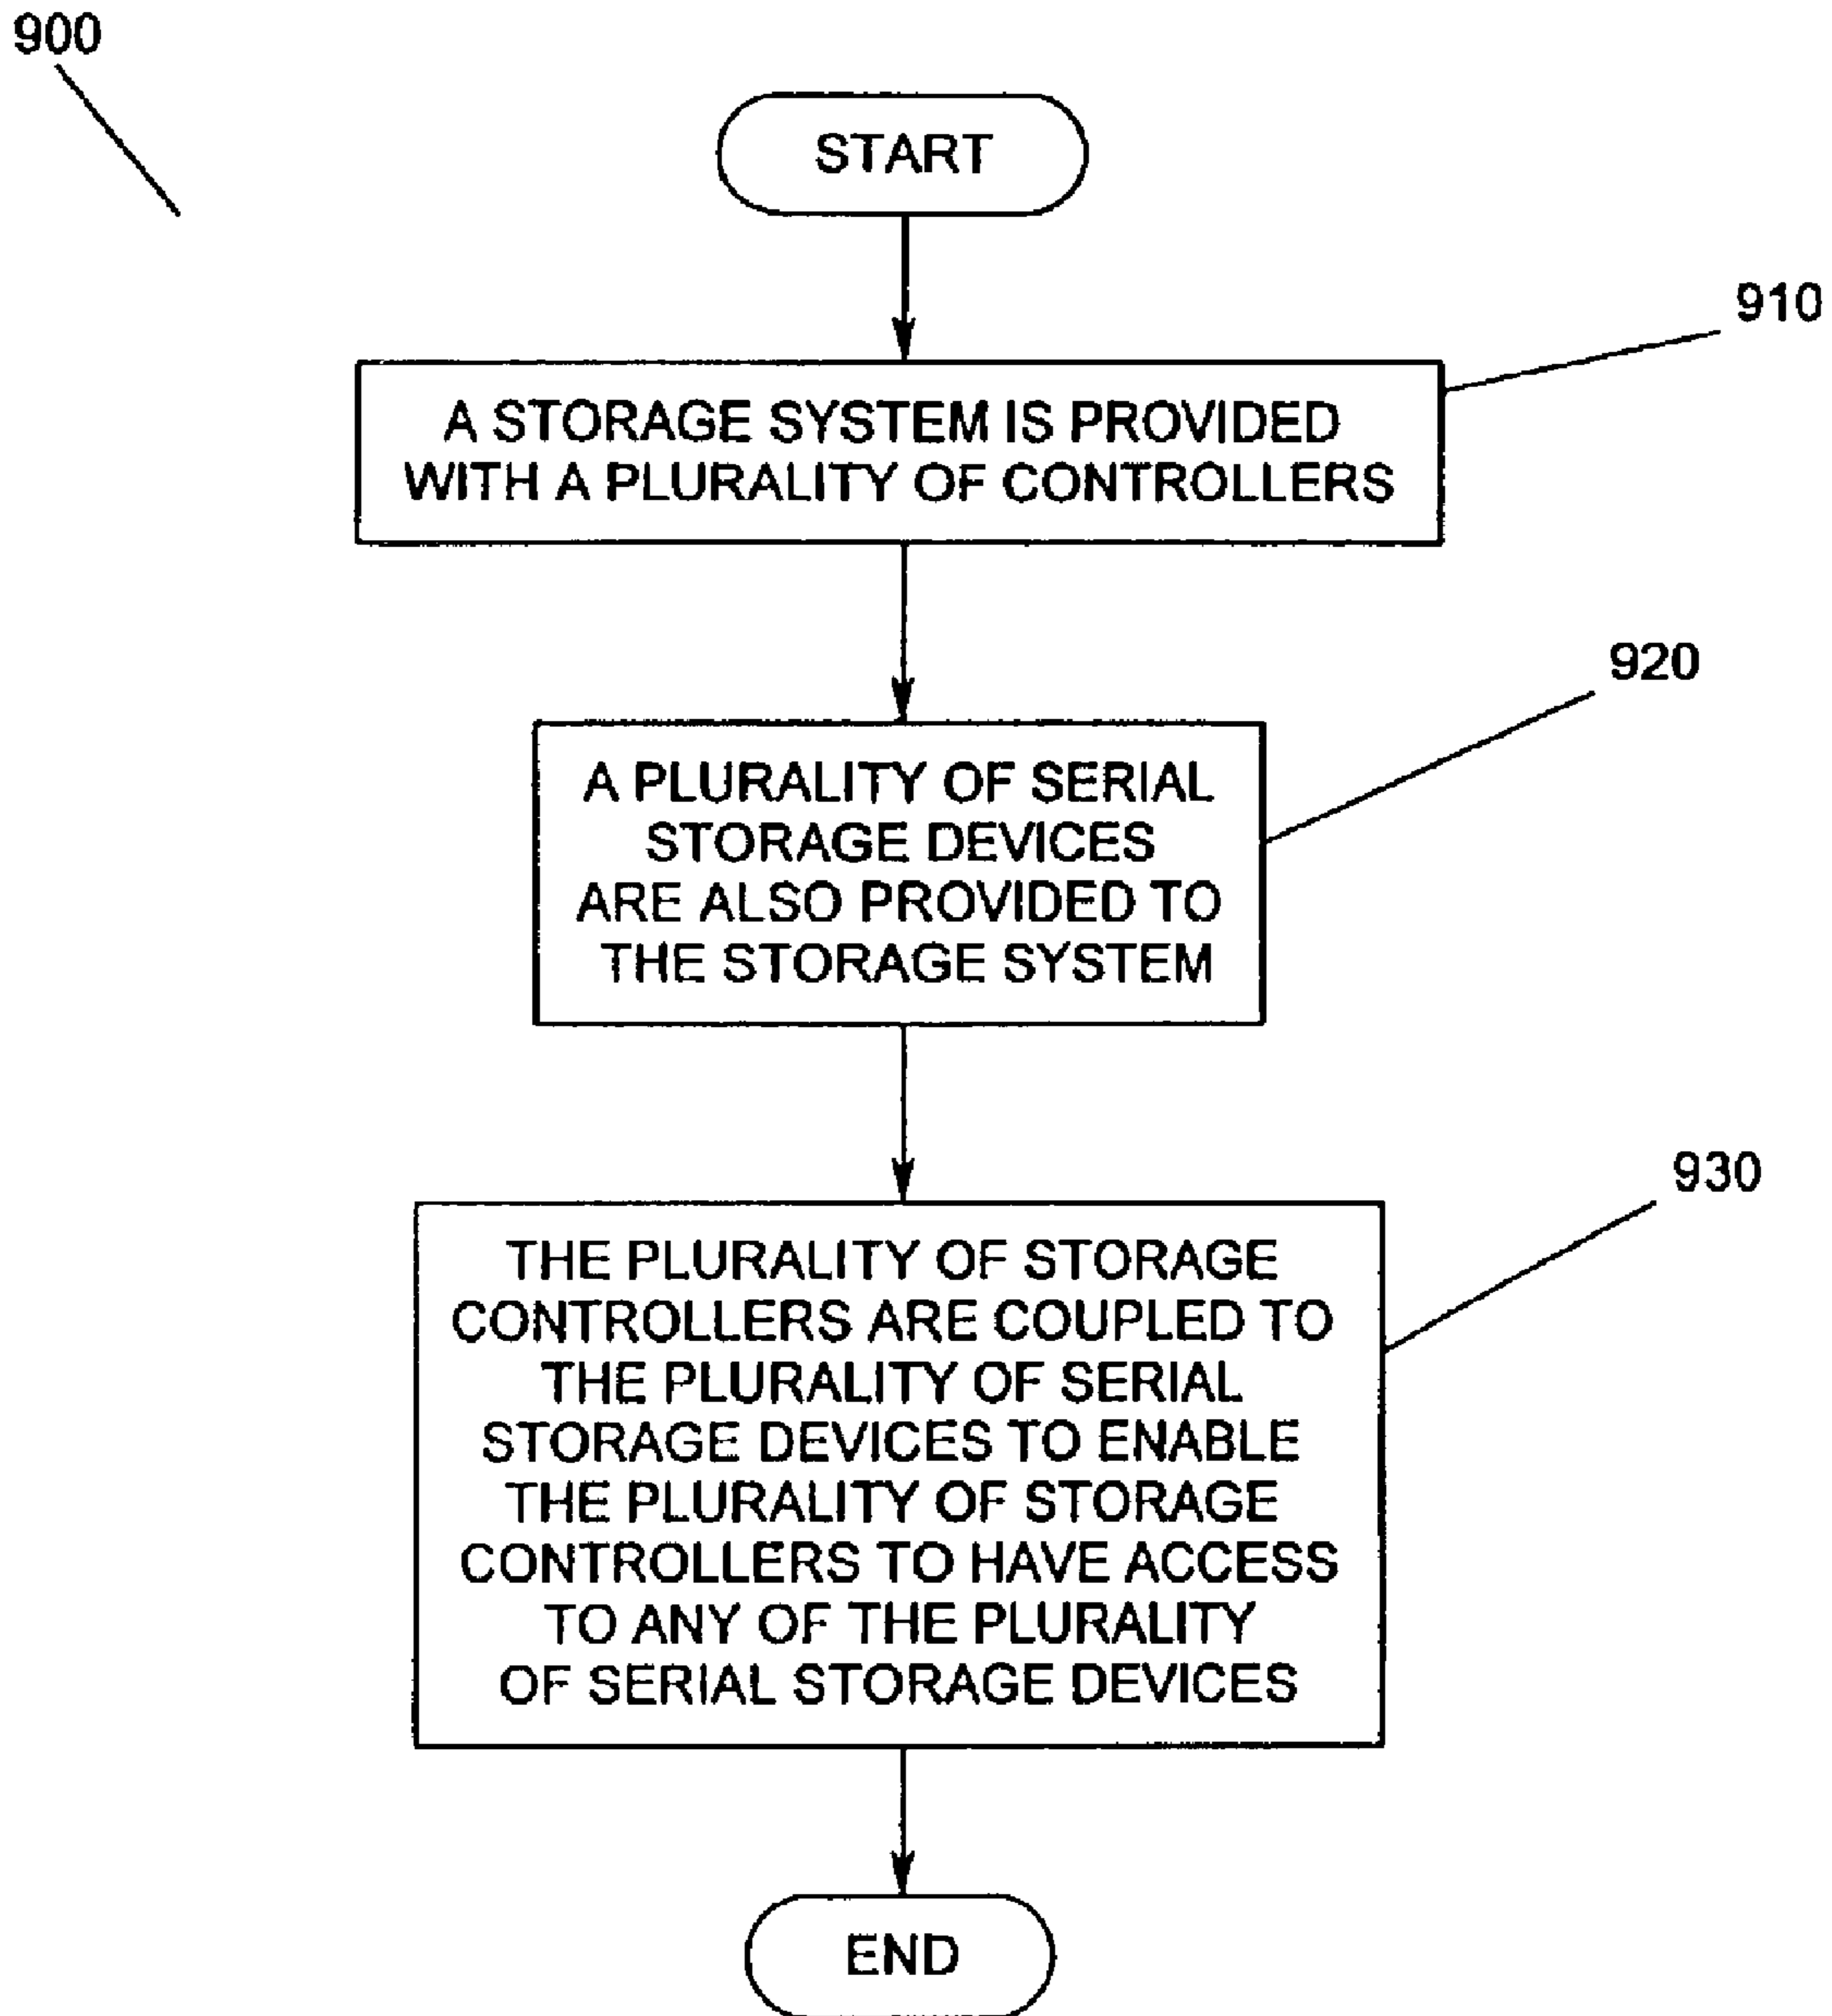 900
START
910
A STORAGE SYSTEM IS PROVIDED
WITH A PLURALITY OF CONTROLLERS
920
A PLURALITY OF SERIAL
STORAGE DEVICES
ARE ALSO PROVIDED TO
THE STORAGE SYSTEM
930
THE PLURALITY OF STORAGE
CONTROLLERS ARE COUPLED TO
THE PLURALITY OF SERIAL
STORAGE DEVICES TO ENABLE
THE PLURALITY OF STORAGE
CONTROLLERS TO HAVE ACCESS
TO ANY OF THE PLURALITY
OF SERIAL STORAGE DEVICES
END